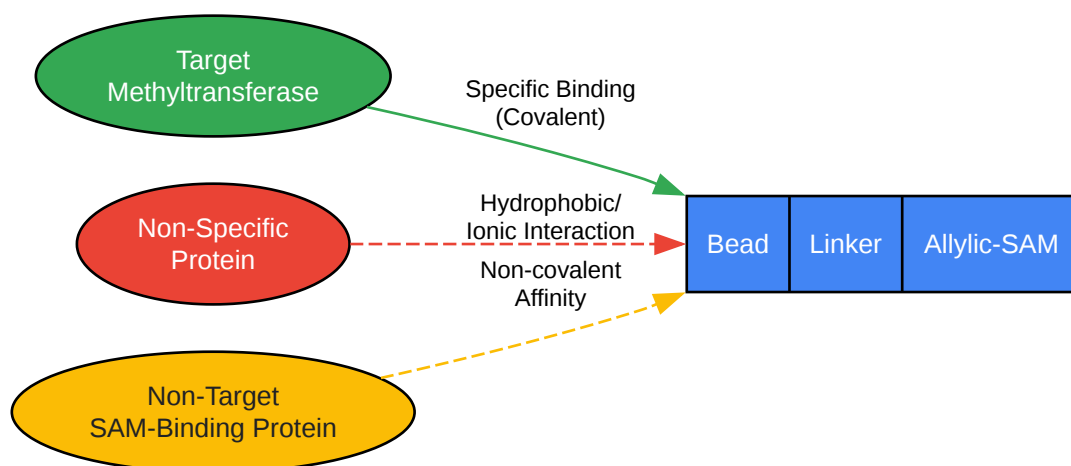 Target
Methyltransferase
Specific Binding
(Covalent)
Non-Specific
Protein
Hydrophobic/
Ionic Interaction
Non-covalent
Affinity
Bead
Linker
Allylic-SAM
Non-Target
SAM-Binding Protein